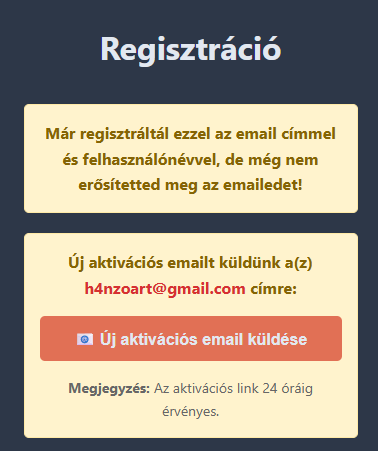 Regisztráció
Már regisztráltál ezzel az email címmel
és felhasználónévvel, de még nem
erősítetted meg az emailedet!
Új aktivációs emailt küldünk a(z)
h4nzoart@gmail.com címre:
📧 Új aktivációs email küldése
Megjegyzés: Az aktivációs link 24 óráig
érvényes.